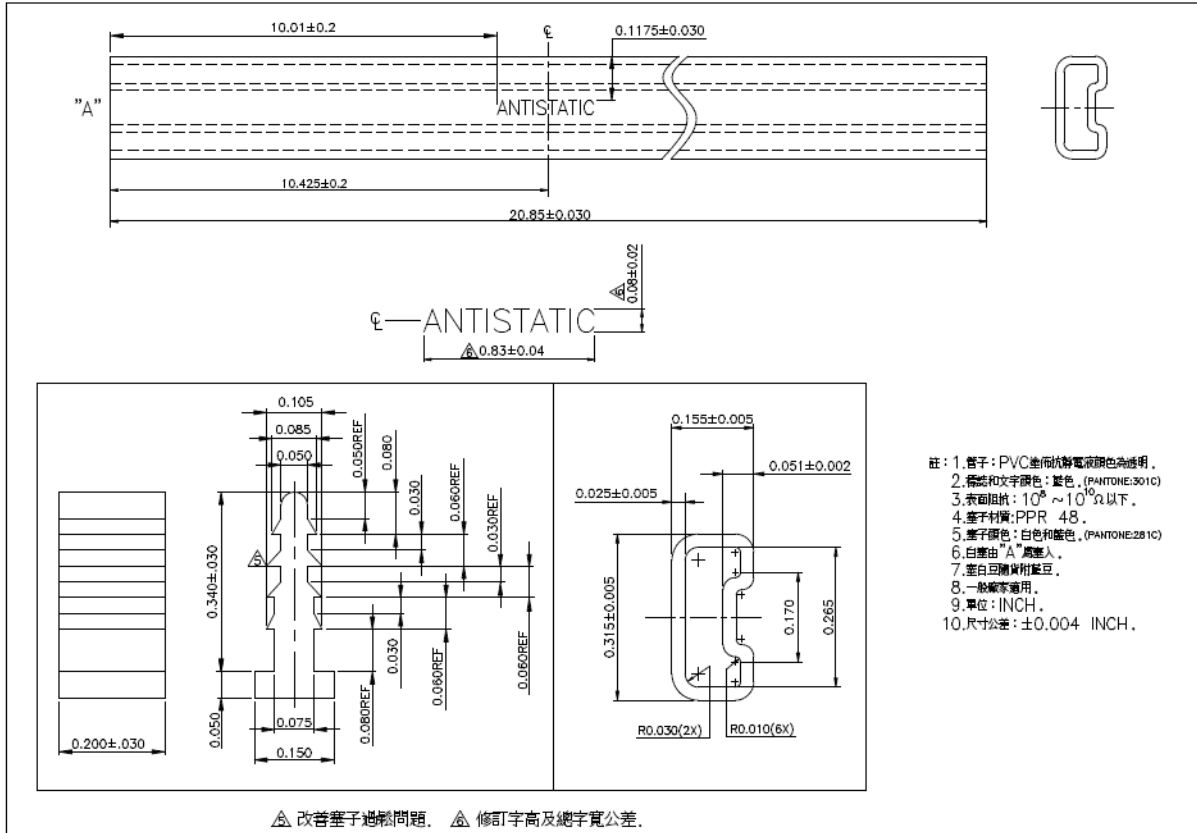 10.01±0.2
℄
0.1175±0.030
"A"
ANTISTATIC
10.425±0.2
20.85±0.030
0.08±0.02
6
℄
ANTISTATIC
6 0.83±0.04
0.105
0.085
0.050
0.050REF
0.080
0.030
0.060REF
0.030REF
5
0.340±.030
0.050
0.200±.030
0.075
0.150
0.080REF
0.030
0.060REF
0.060REF
0.155±0.005
0.051±0.002
0.025±0.005
0.315±0.005
0.170
0.265
R0.030(2X)
R0.010(6X)
註：1.管子：PVC塗佈抗靜電液顏色為透明.
2.標誌和文字顏色：藍色. (PANTONE:301C)
3.表面阻抗：10⁸ ~ 10¹⁰Ω以下.
4.塞子材質:PPR 48.
5.塞子顏色：白色和藍色. (PANTONE:281C)
6.白塞由"A"處塞入.
7.塞白豆隨貨附藍豆.
8.一般廠家適用.
9.單位：INCH.
10.尺寸公差：±0.004 INCH.
5 改善塞子過鬆問題. 6 修訂字高及總字寬公差.